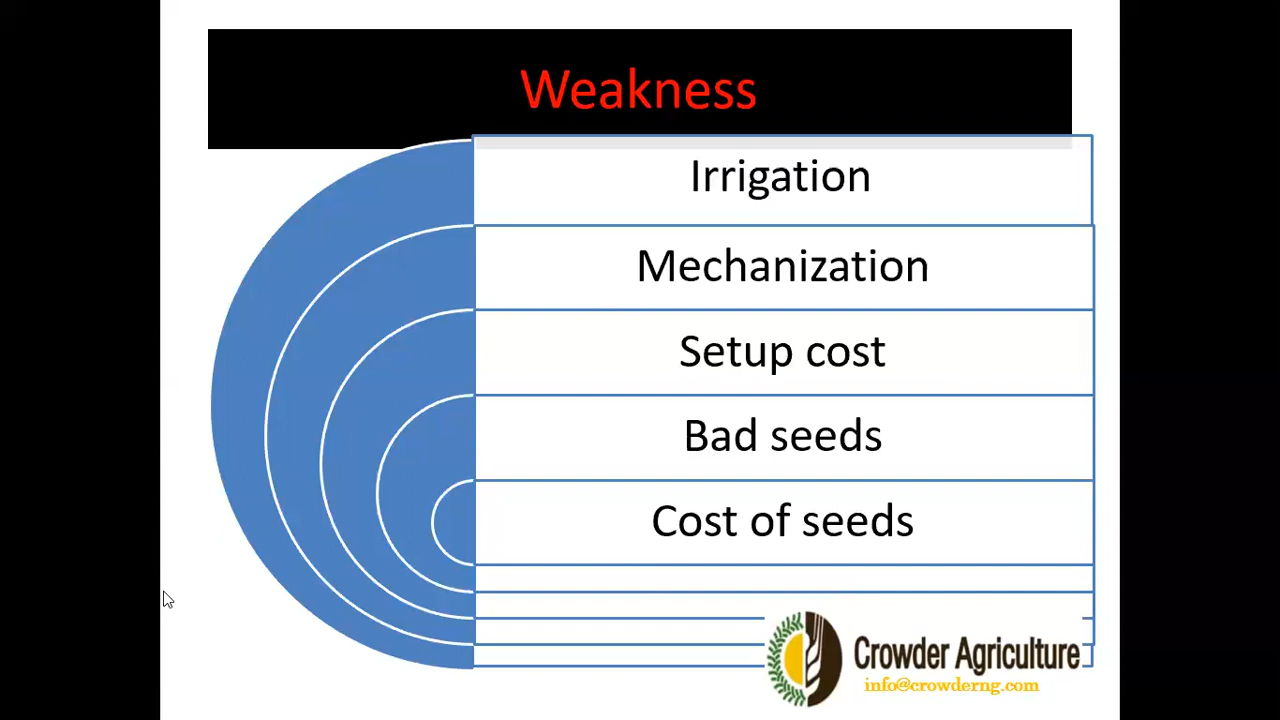 Weakness
Irrigation
Mechanization
Setup cost
Bad seeds
Cost of seeds
Crowder Agriculture
info@crowderng.com